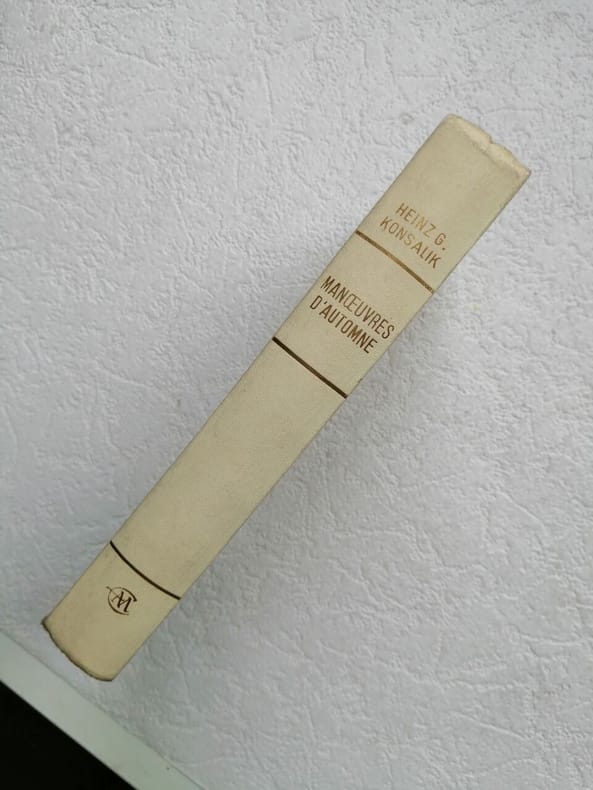 HEINZ G.
KONSALIK
MANŒUVRES
D'AUTOMNE